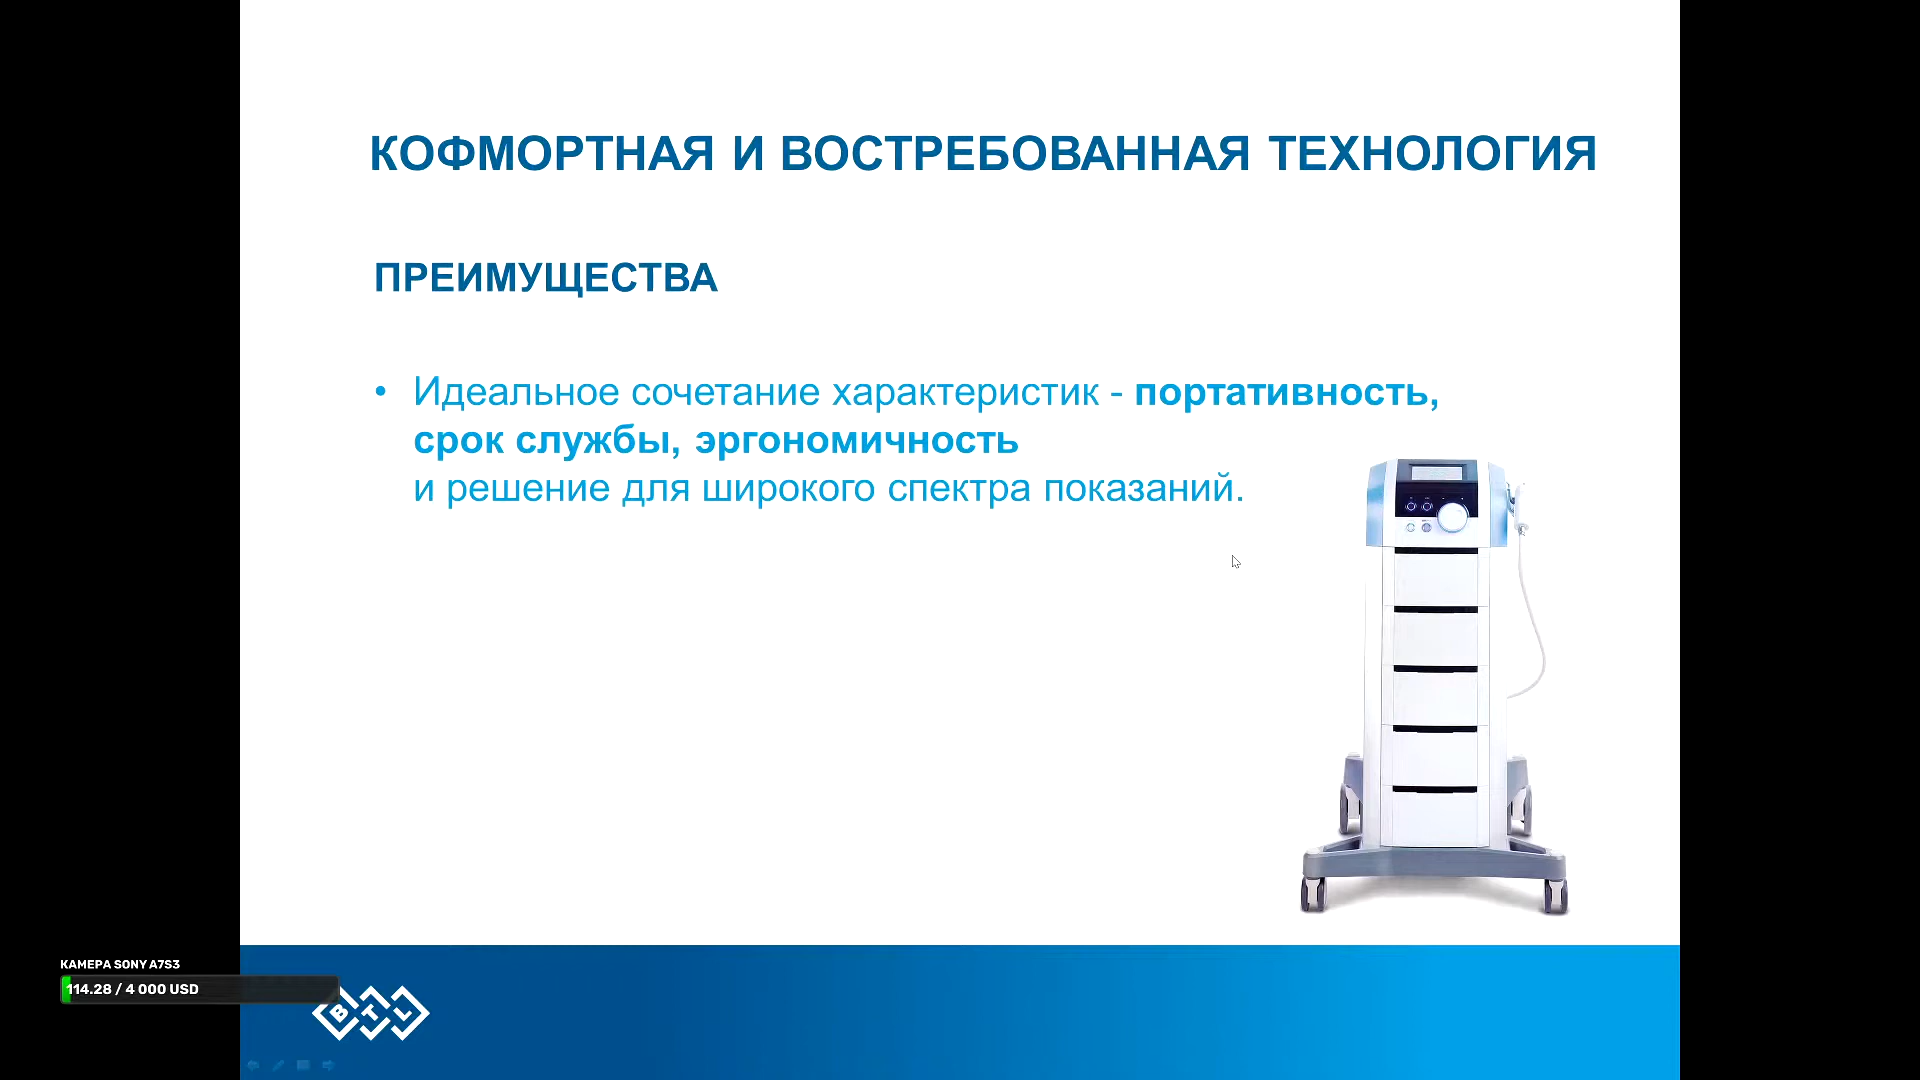 КОФМОРТНАЯ И ВОСТРЕБОВАННАЯ ТЕХНОЛОГИЯ
ПРЕИМУЩЕСТВА
• Идеальное сочетание характеристик - портативность,
срок службы, эргономичность
и решение для широкого спектра показаний.
КАМЕРА SONY A7S3
114.28 / 4 000 USD
BTL